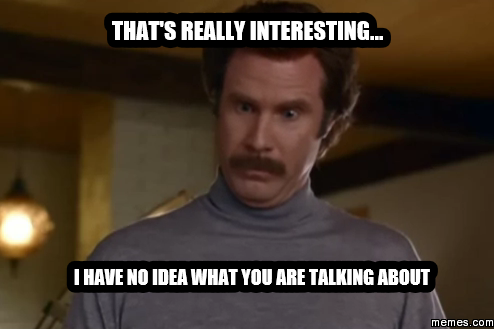 THAT'S REALLY INTERESTING...
I HAVE NO IDEA WHAT YOU ARE TALKING ABOUT
memes.com